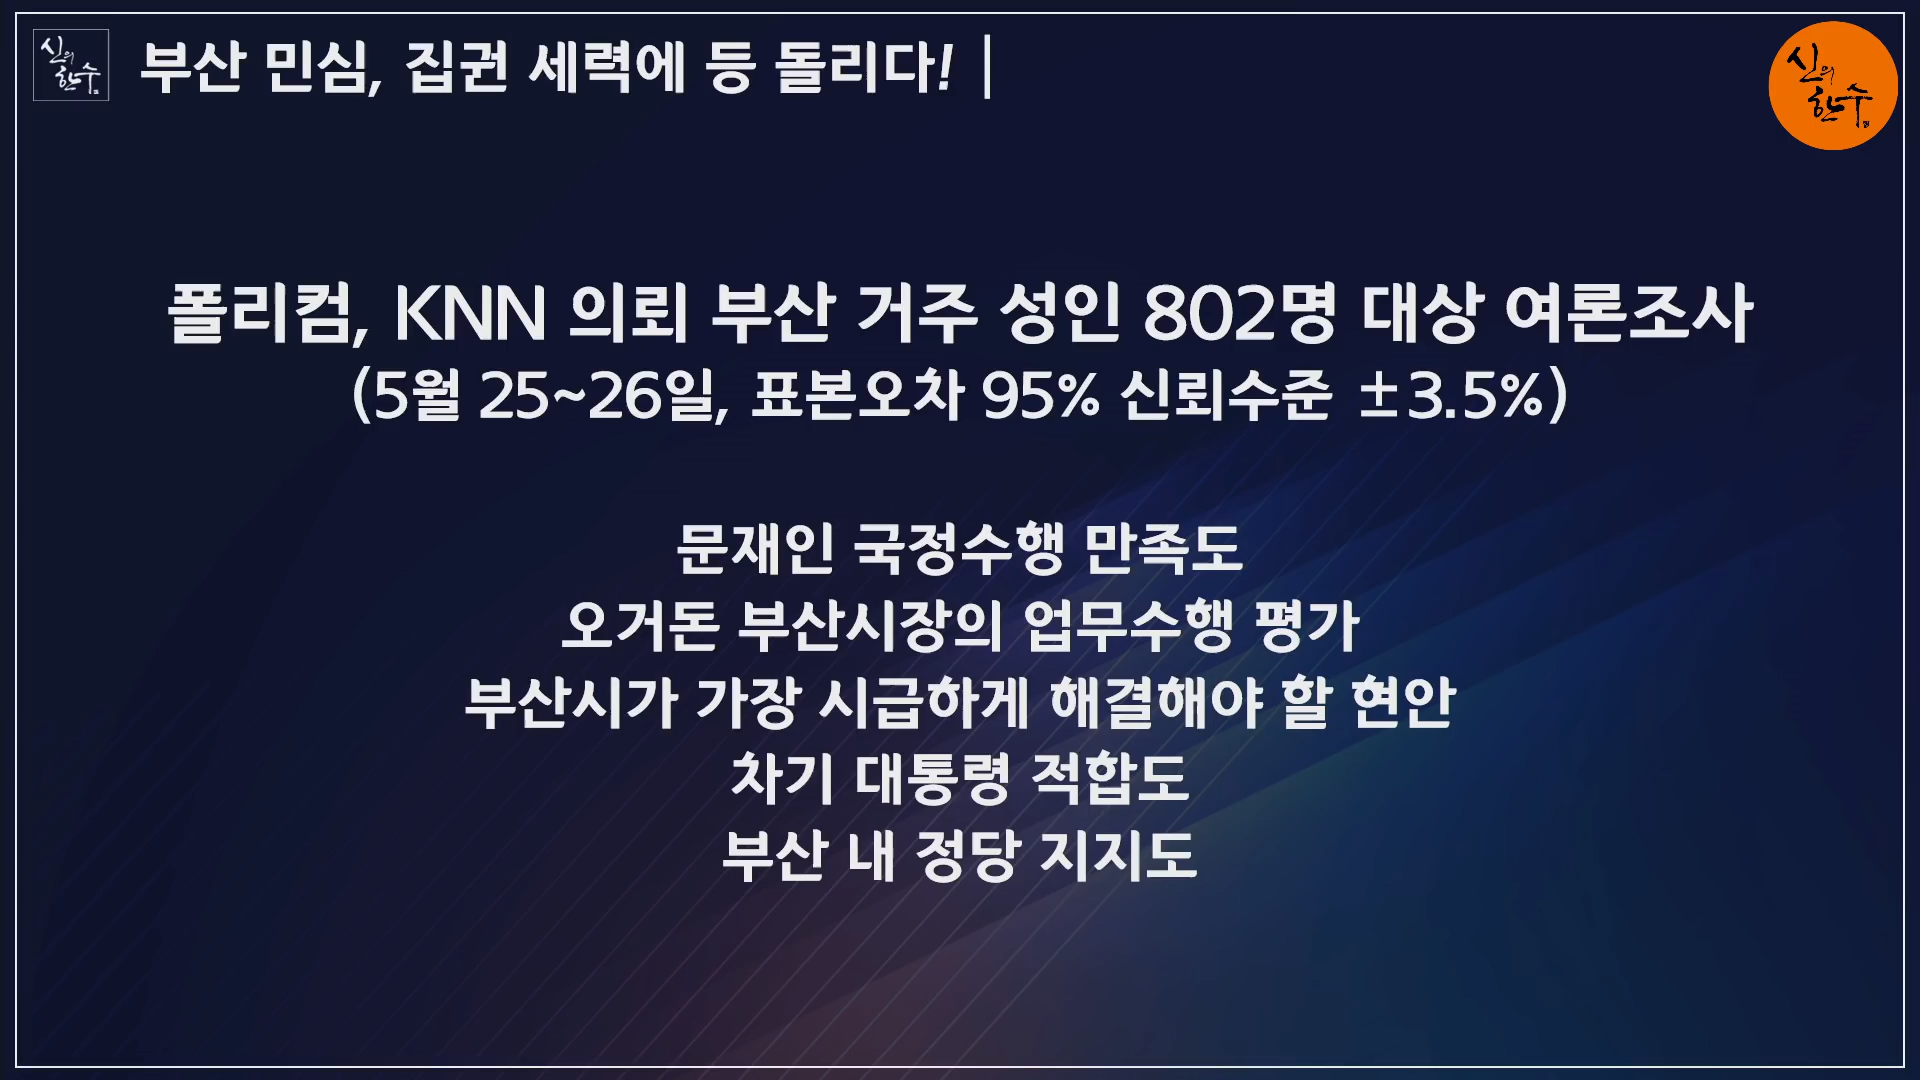 신의한수
부산 민심, 집권 세력에 등 돌리다!
신의한수
폴리컴, KNN 의뢰 부산 거주 성인 802명 대상 여론조사
(5월 25~26일, 표본오차 95% 신뢰수준 ±3.5%)
문재인 국정수행 만족도
오거돈 부산시장의 업무수행 평가
부산시가 가장 시급하게 해결해야 할 현안
차기 대통령 적합도
부산 내 정당 지지도